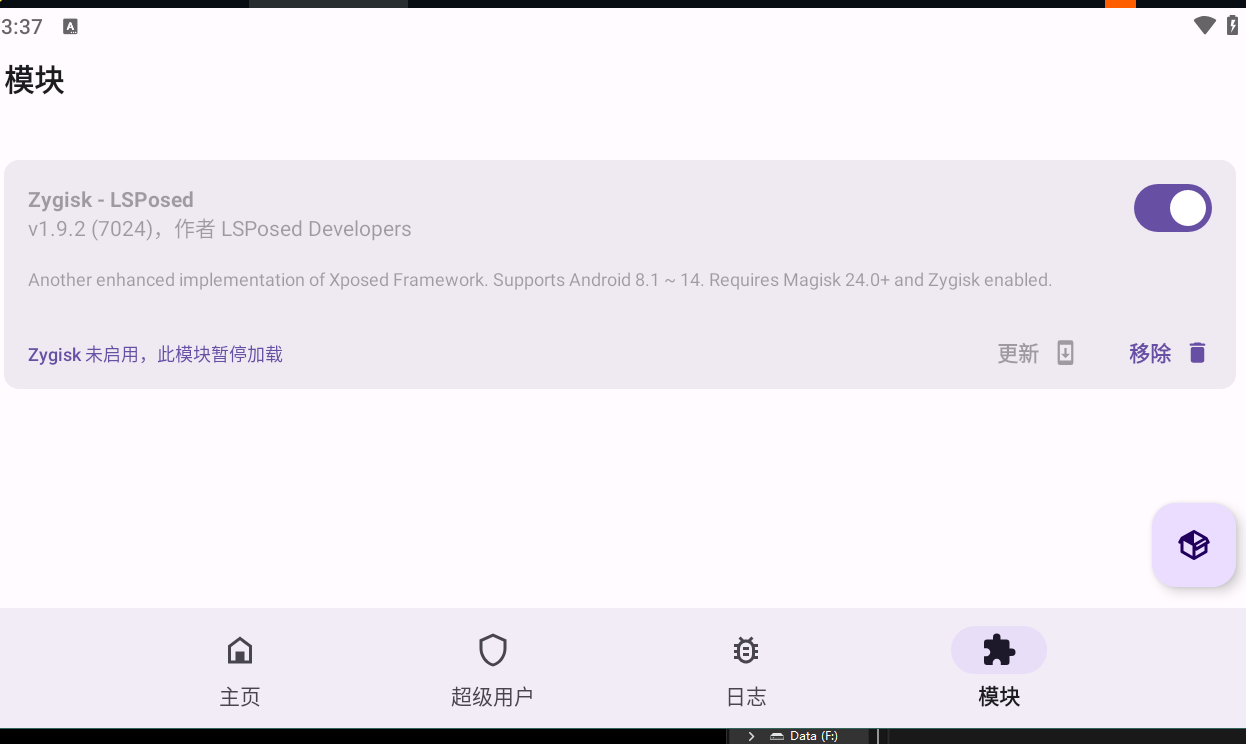 3:37
A
模块
Zygisk - LSPosed
v1.9.2 (7024)，作者 LSPosed Developers
Another enhanced implementation of Xposed Framework. Supports Android 8.1 ~ 14. Requires Magisk 24.0+ and Zygisk enabled.
Zygisk 未启用，此模块暂停加载
更新
移除
主页
超级用户
日志
模块
Data (F:)